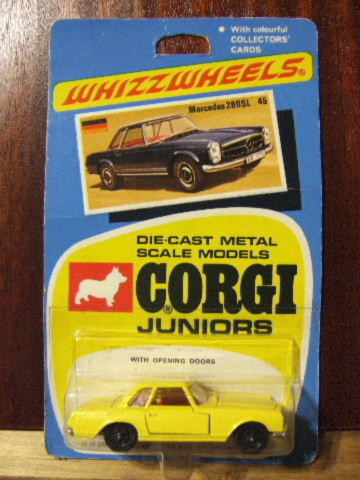 • With colourful
COLLECTORS'
CARDS
WHIZZWHEELS®
Mercedes 280SL 45
DIE-CAST METAL
SCALE MODELS
CORGI®
JUNIORS
WITH OPENING DOORS